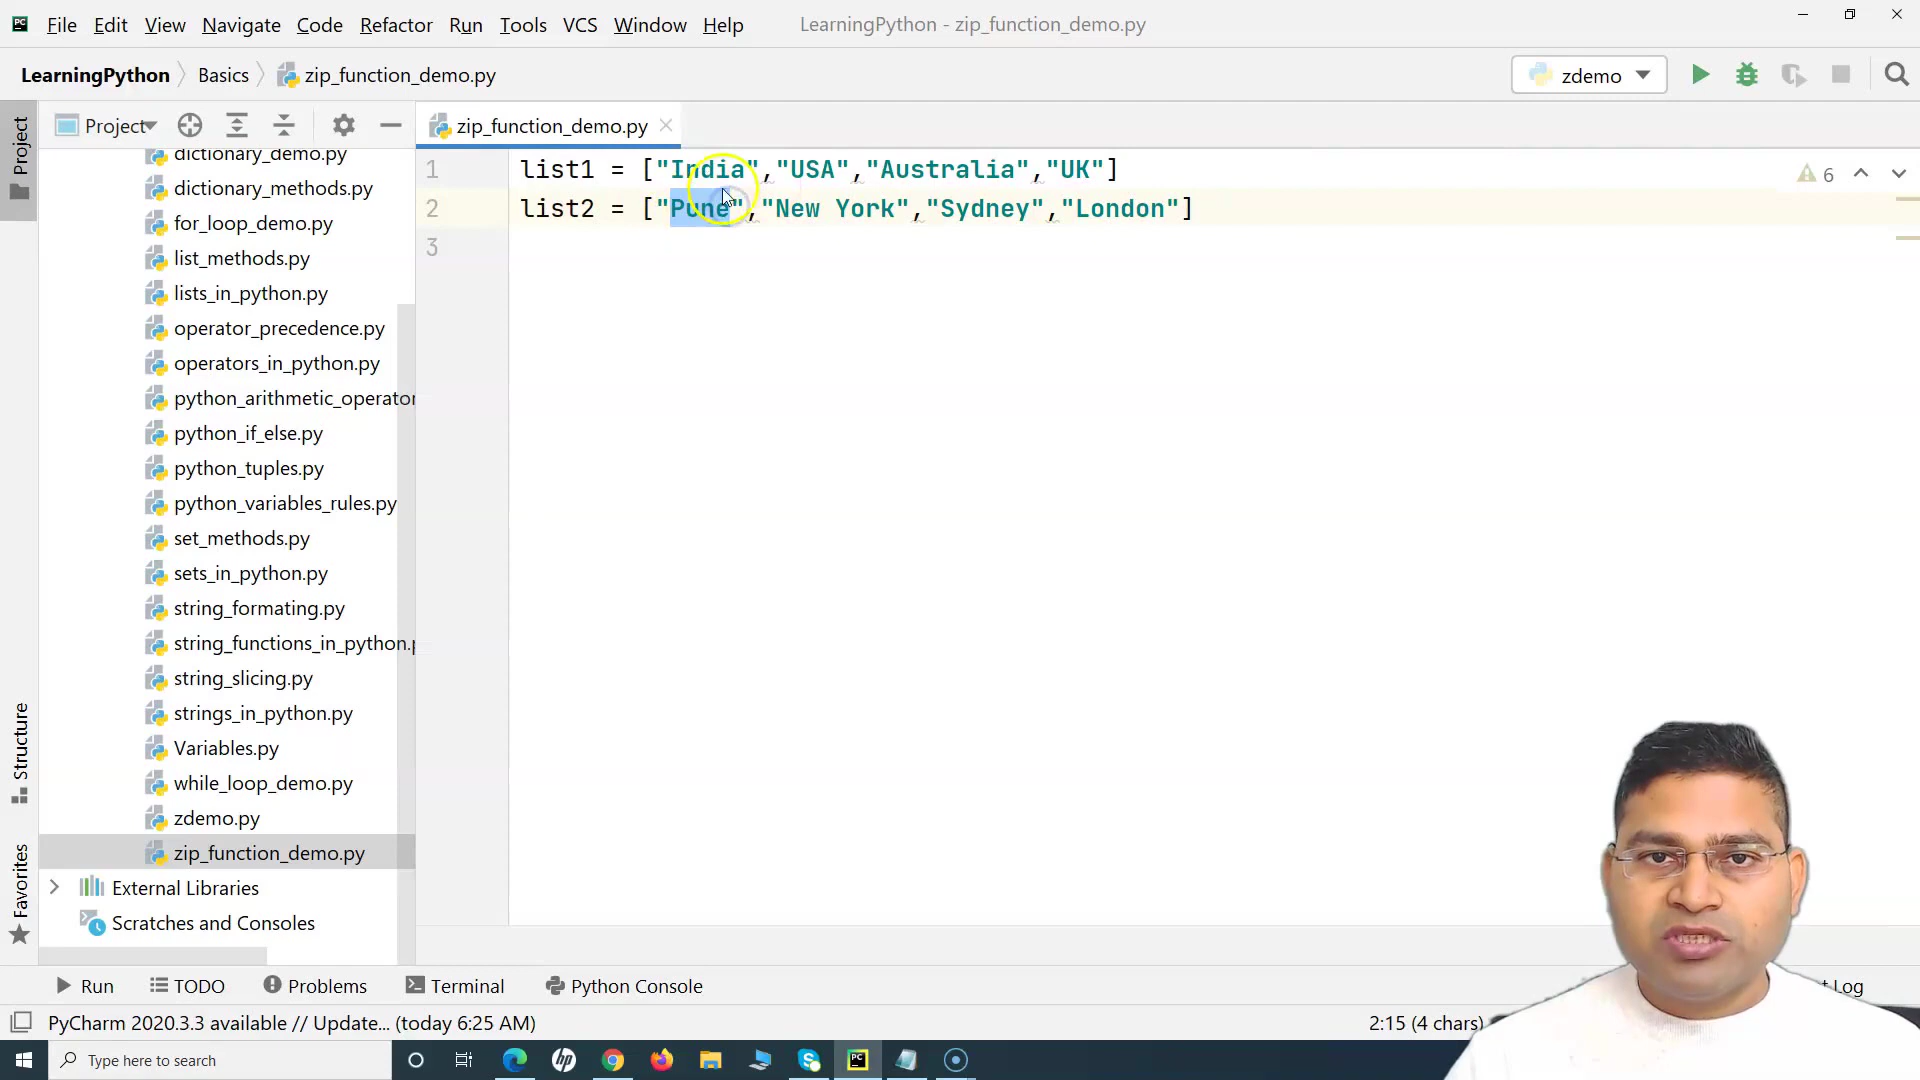 File Edit View Navigate Code Refactor Run Tools VCS Window Help LearningPython - zip_function_demo.py
LearningPython Basics zip_function_demo.py zdemo
Project zip_function_demo.py
Project
dictionary_demo.py
dictionary_methods.py
for_loop_demo.py
list_methods.py
lists_in_python.py
operator_precedence.py
operators_in_python.py
python_arithmetic_operator
python_if_else.py
python_tuples.py
python_variables_rules.py
set_methods.py
sets_in_python.py
string_formating.py
string_functions_in_python.p
string_slicing.py
strings_in_python.py
Variables.py
while_loop_demo.py
zdemo.py
zip_function_demo.py
External Libraries
Scratches and Consoles
Structure
Favorites
1 list1 = ["India","USA","Australia","UK"]
2 list2 = ["Pune","New York","Sydney","London"]
3
6
Run TODO Problems Terminal Python Console t Log
PyCharm 2020.3.3 available // Update... (today 6:25 AM) 2:15 (4 chars)
Type here to search
hp
PC